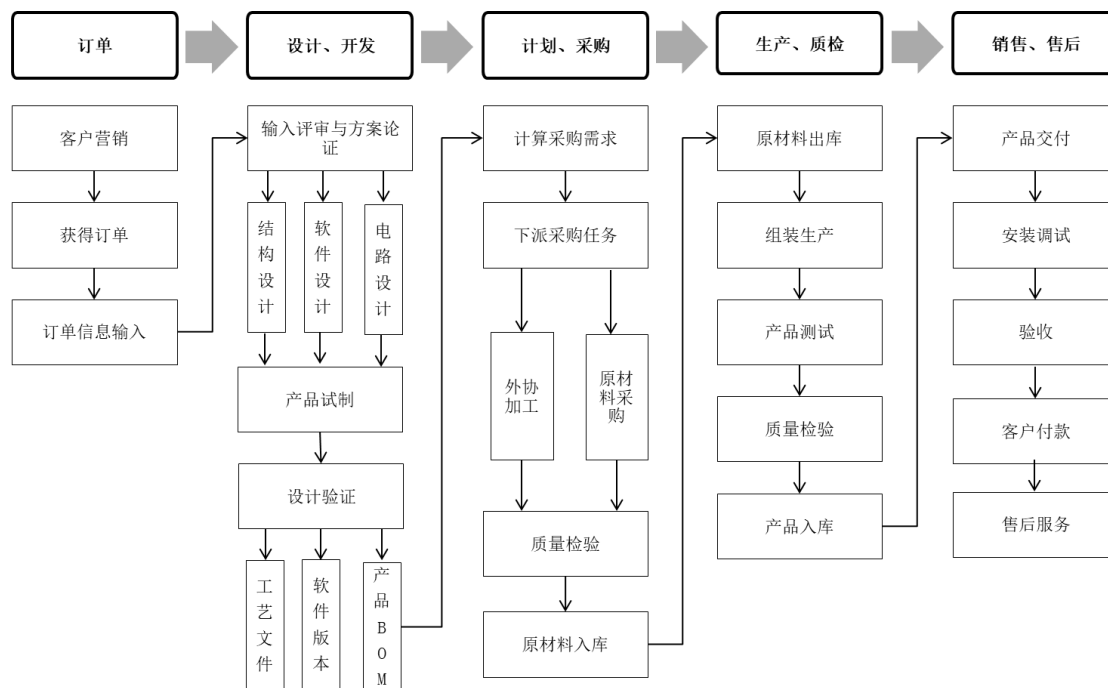 订单
设计、开发
计划、采购
生产、质检
销售、售后
客户营销
获得订单
订单信息输入
输入评审与方案论
证
结构设计
软件设计
电路设计
产品试制
设计验证
工艺文件
软件版本
产品BOM
计算采购需求
下派采购任务
外协
加工
原材
料采
购
质量检验
原材料入库
原材料出库
组装生产
产品测试
质量检验
产品入库
产品交付
安装调试
验收
客户付款
售后服务